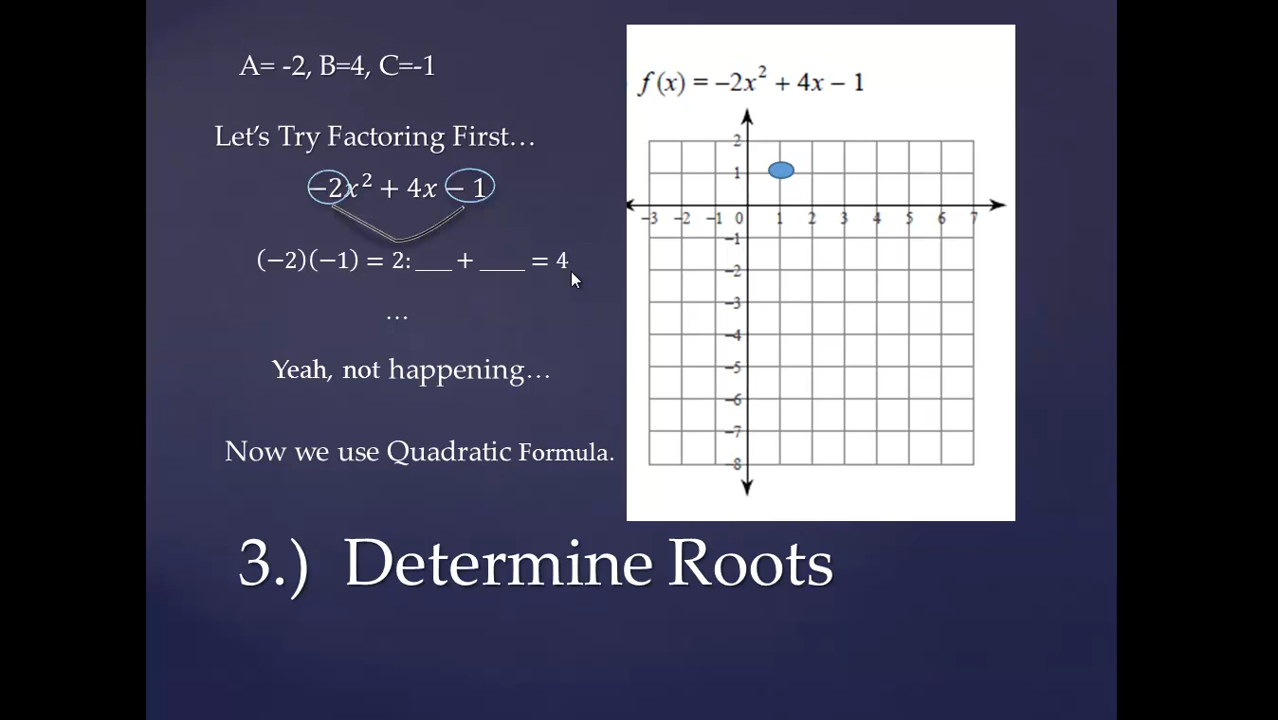 A= -2, B=4, C=-1
Let's Try Factoring First…
−2x² + 4x − 1
(−2)(−1) = 2: ___ + ____ = 4
…
Yeah, not happening…
Now we use Quadratic Formula.
f(x) = −2x² + 4x − 1
2
1
−3 −2 −1 0 1 2 3 4 5 6 7
−1
−2
−3
−4
−5
−6
−7
−8
3.) Determine Roots